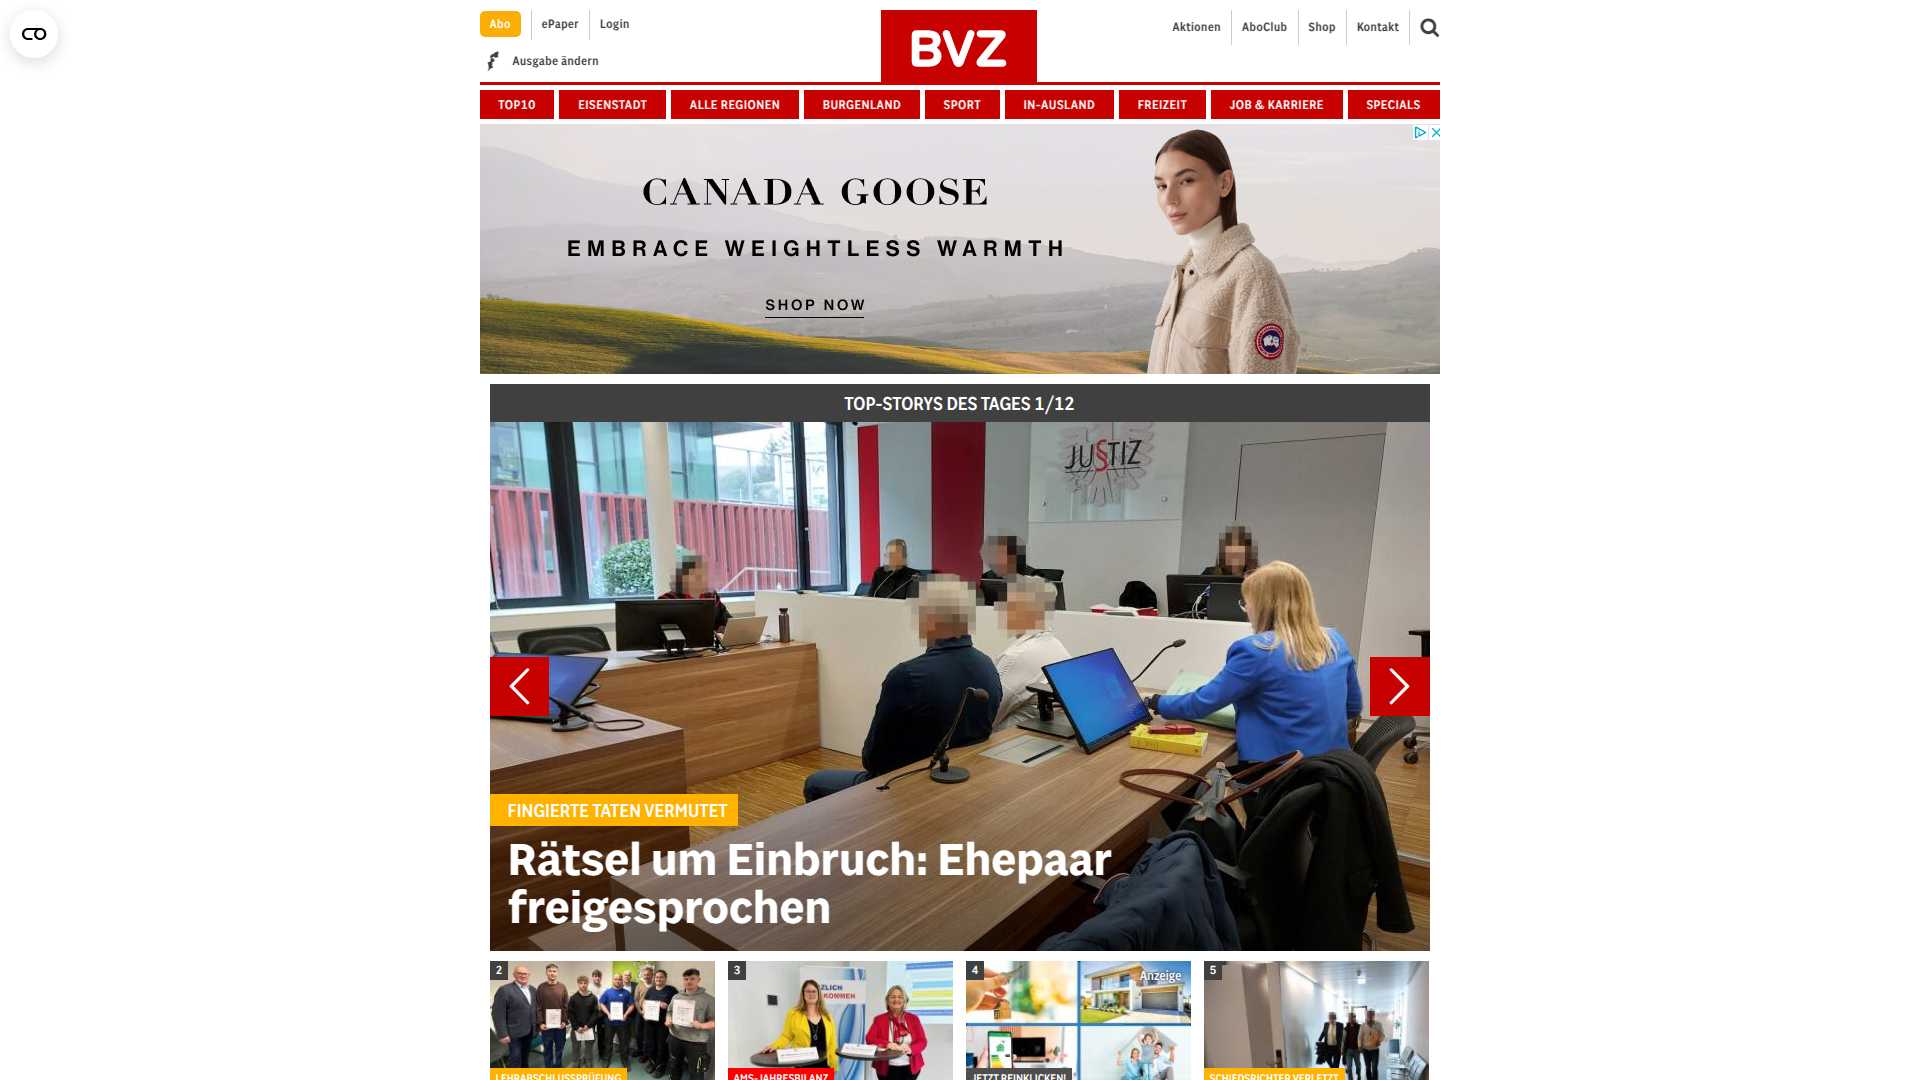 Abo
ePaper
Login
Ausgabe ändern
BVZ
Aktionen
AboClub
Shop
Kontakt
TOP10
EISENSTADT
ALLE REGIONEN
BURGENLAND
SPORT
IN-AUSLAND
FREIZEIT
JOB & KARRIERE
SPECIALS
CANADA GOOSE
EMBRACE WEIGHTLESS WARMTH
SHOP NOW
TOP-STORYS DES TAGES 1/12
JUSTIZ
FINGIERTE TATEN VERMUTET
Rätsel um Einbruch: Ehepaar
freigesprochen
2
LEHRABSCHLUSSPRÜFUNG
3
ZLICH
KOMMEN
AMS-JAHRESBILANZ
4
Anzeige
JETZT REINKLICKEN!
5
SCHIEDSRICHTER VERLETZT